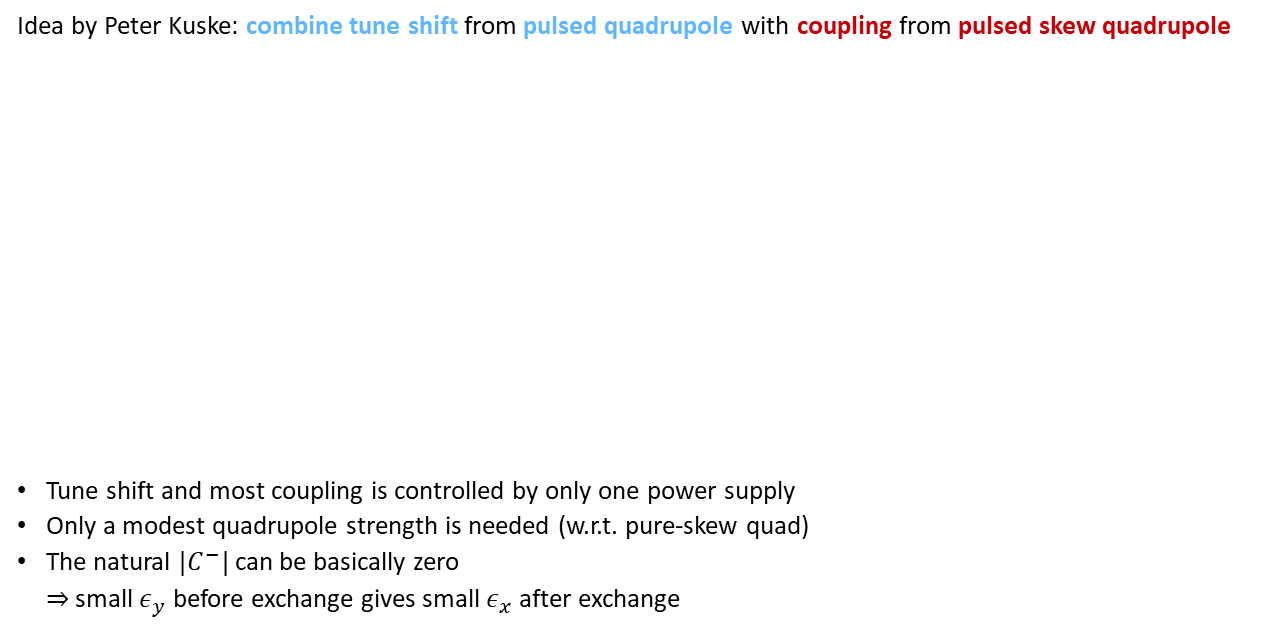 Idea by Peter Kuske: combine tune shift from pulsed quadrupole with coupling from pulsed skew quadrupole
• Tune shift and most coupling is controlled by only one power supply
• Only a modest quadrupole strength is needed (w.r.t. pure-skew quad)
• The natural |C⁻| can be basically zero
⇒ small ϵy before exchange gives small ϵx after exchange